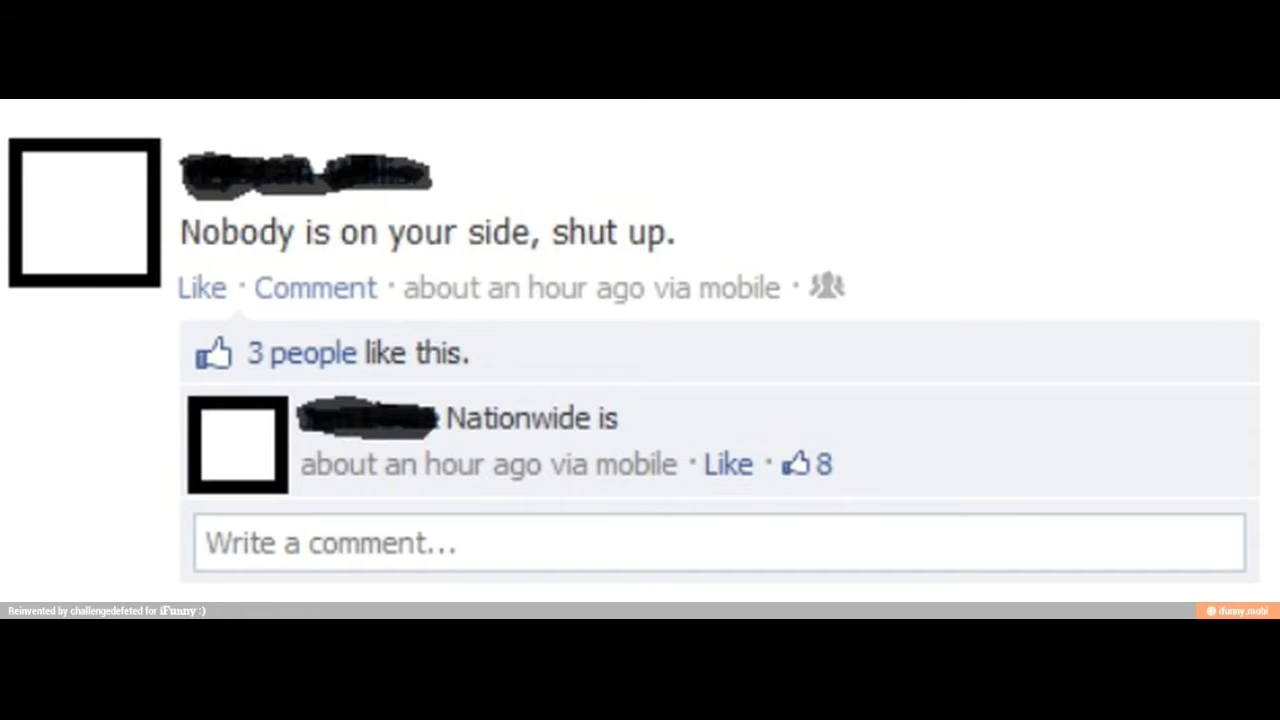 Nobody is on your side, shut up.
Like · Comment · about an hour ago via mobile ·
3 people like this.
Nationwide is
about an hour ago via mobile · Like · 8
Write a comment...
Reinvented by challengedefeted for iFunny :)
ifunny.mobi